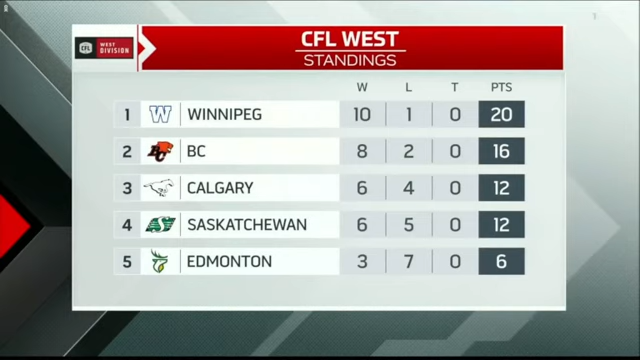 CFL WEST
CFL WEST DIVISION STANDINGS
W L T PTS
1 W WINNIPEG 10 1 0 20
2 BC BC 8 2 0 16
3 CALGARY 6 4 0 12
4 S SASKATCHEWAN 6 5 0 12
5 EDMONTON 3 7 0 6